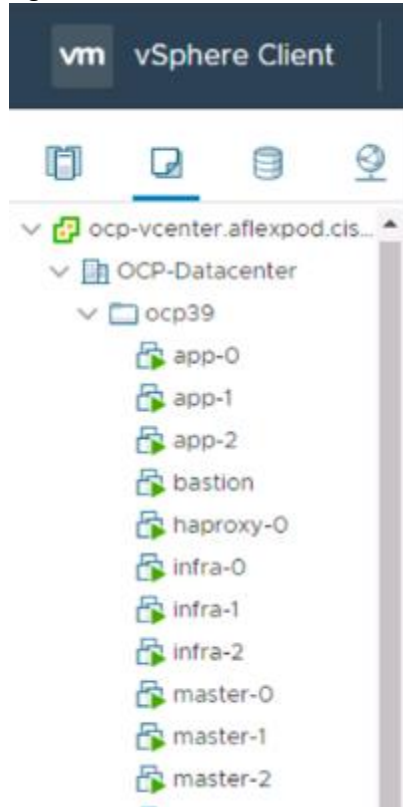 vm vSphere Client
ocp-vcenter.aflexpod.cis...
OCP-Datacenter
ocp39
app-0
app-1
app-2
bastion
haproxy-0
infra-0
infra-1
infra-2
master-0
master-1
master-2